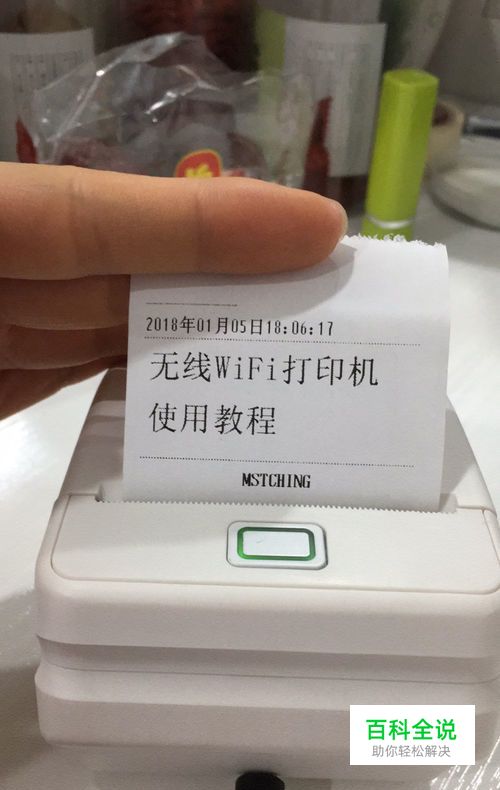 2018年01月05日18:06:17
无线WiFi打印机
使用教程
MSTCHING
百科全说
助你轻松解决